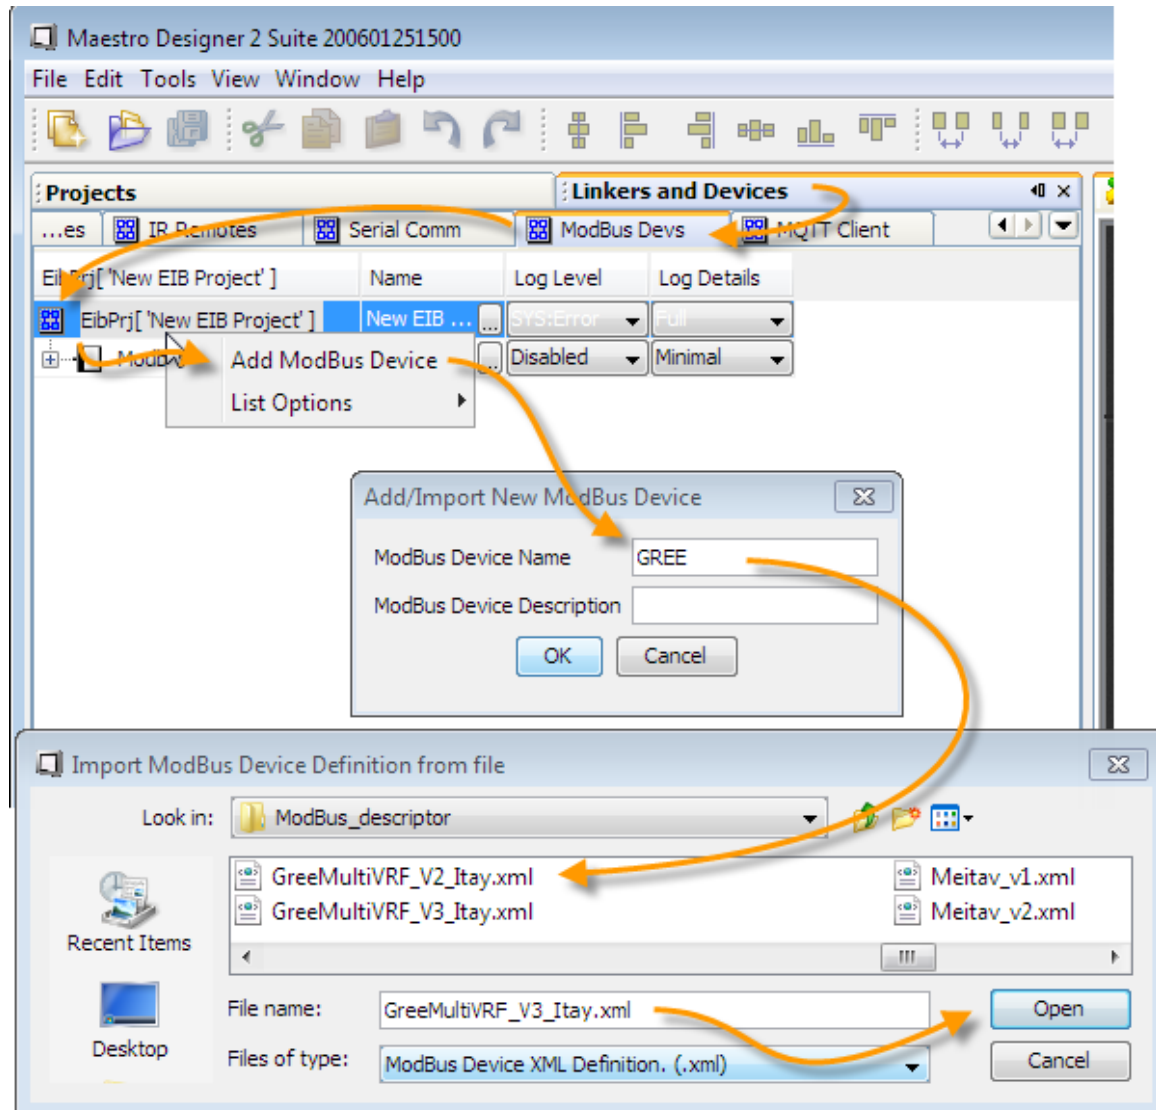 Maestro Designer 2 Suite 200601251500
File Edit Tools View Window Help
Projects
Linkers and Devices
...es IR Remotes Serial Comm ModBus Devs MQTT Client
EibPrj[ 'New EIB Project' ] Name Log Level Log Details
EibPrj[ 'New EIB Project' ] New EIB ... ... SYS:Error Full
... Disabled Minimal
Add ModBus Device
List Options
Add/Import New ModBus Device
ModBus Device Name GREE
ModBus Device Description
OK Cancel
Import ModBus Device Definition from file
Look in: ModBus_descriptor
GreeMultiVRF_V2_Itay.xml Meitav_v1.xml
GreeMultiVRF_V3_Itay.xml Meitav_v2.xml
Recent Items
File name: GreeMultiVRF_V3_Itay.xml Open
Desktop
Files of type: ModBus Device XML Definition. (.xml) Cancel